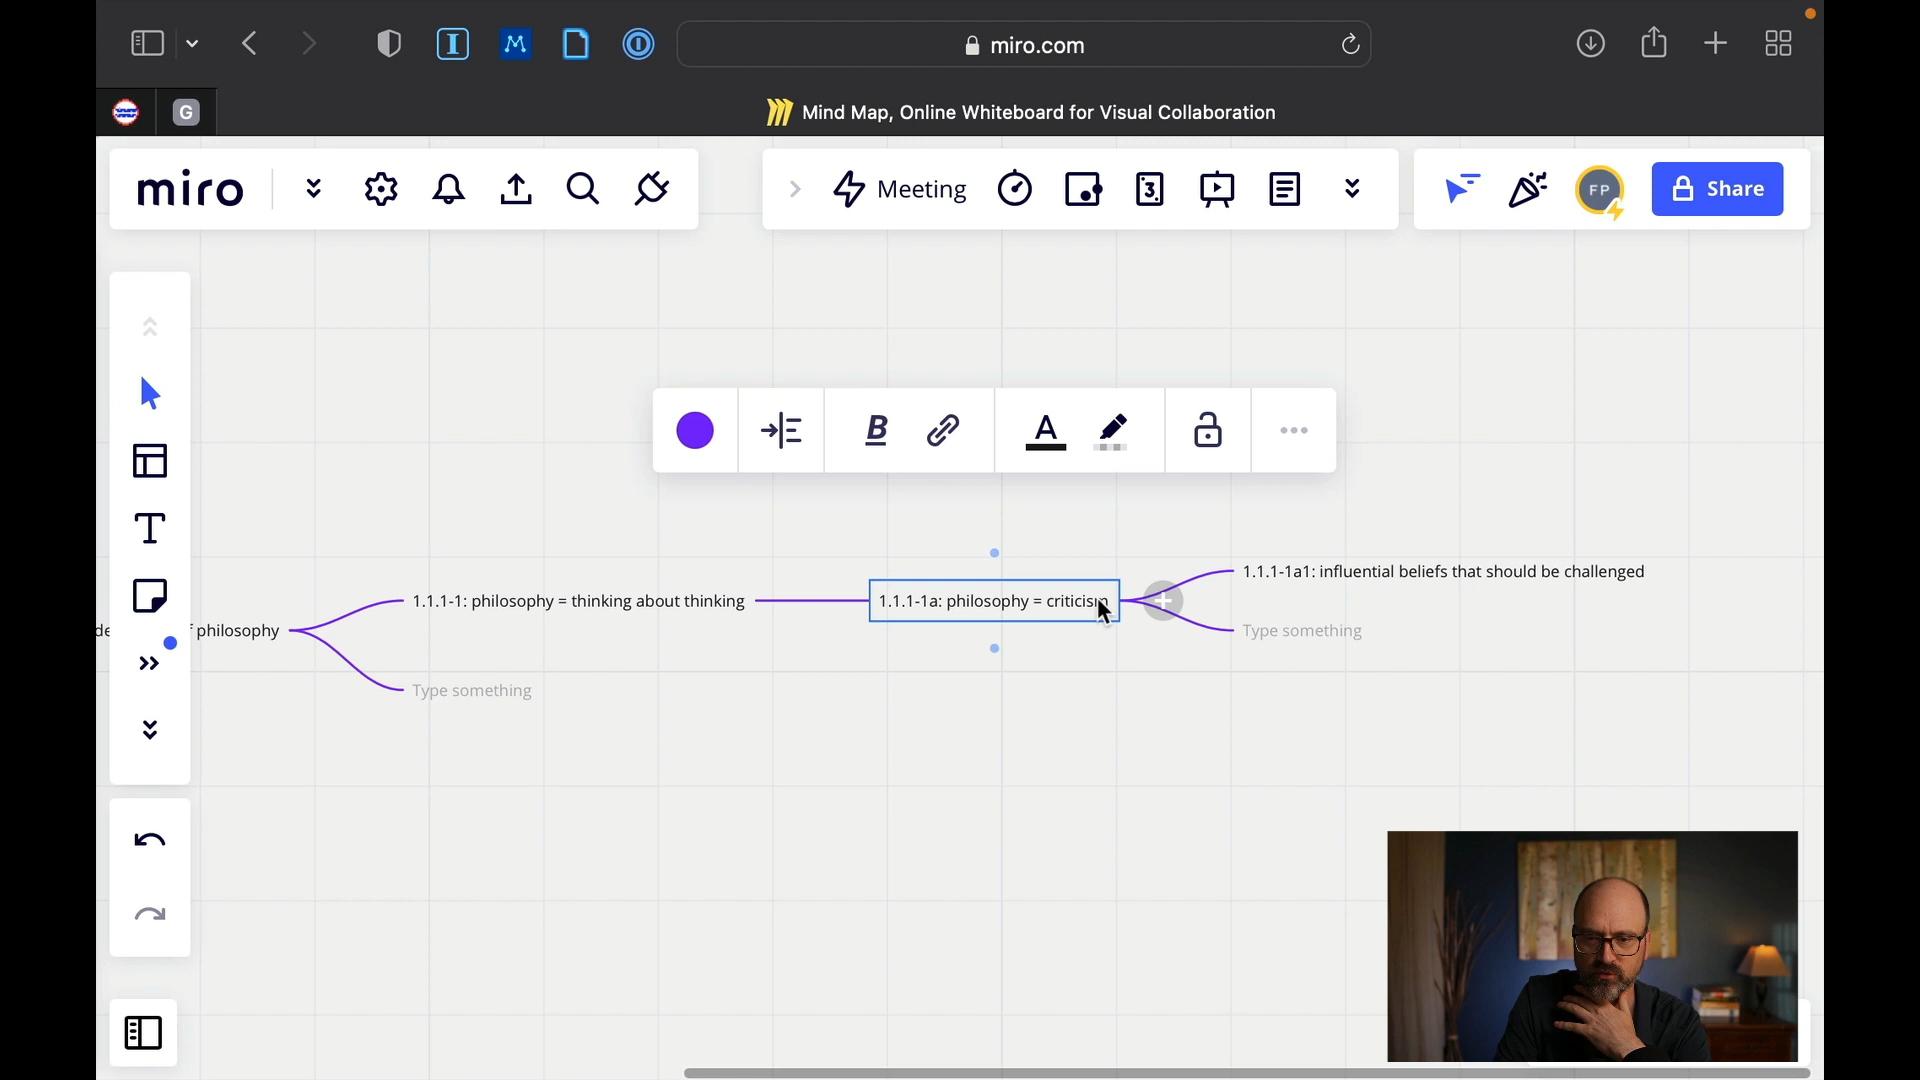 miro.com
G
Mind Map, Online Whiteboard for Visual Collaboration
miro
Meeting
3
FP
Share
B
A
1.1.1-1a1: influential beliefs that should be challenged
1.1.1-1: philosophy = thinking about thinking
1.1.1-1a: philosophy = criticism
de
f philosophy
Type something
Type something